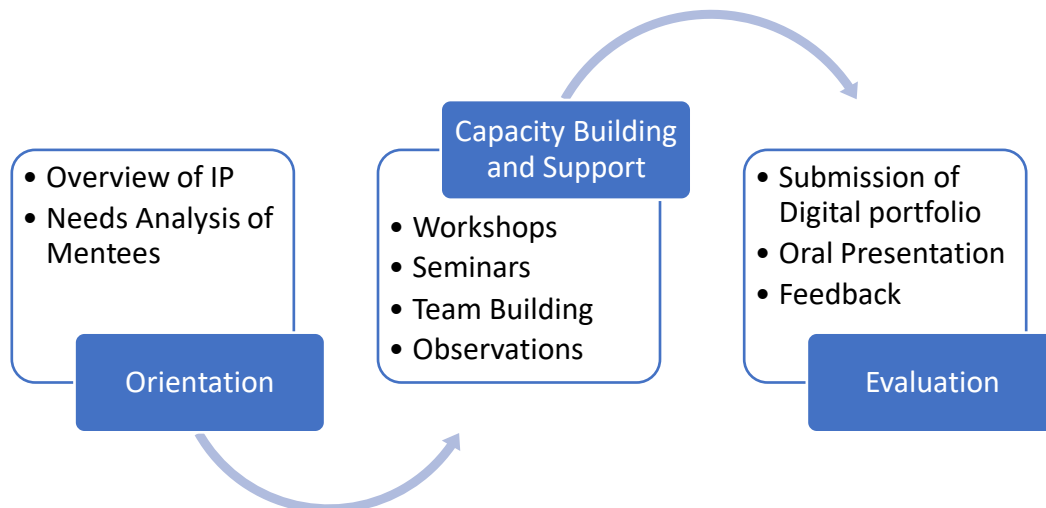 • Overview of IP
• Needs Analysis of
Mentees
Orientation
Capacity Building
and Support
• Workshops
• Seminars
• Team Building
• Observations
• Submission of
Digital portfolio
• Oral Presentation
• Feedback
Evaluation